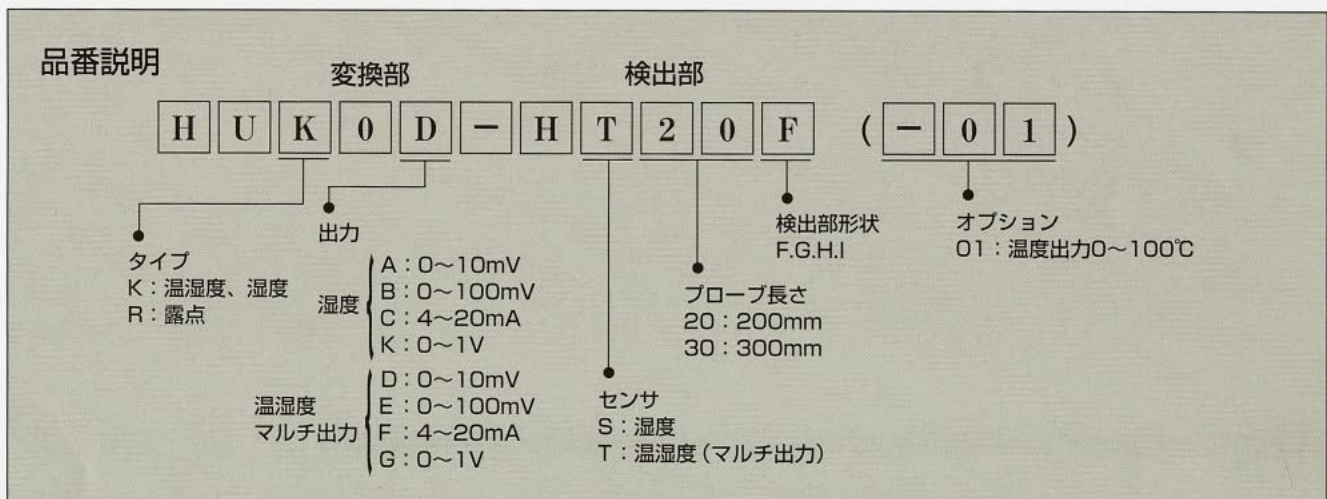 品番説明
変換部 検出部
H U K 0 D － H T 2 0 F （－ 0 1）
タイプ
K：温湿度、湿度
R：露点
出力
湿度
A：0～10mV
B：0～100mV
C：4～20mA
K：0～1V
温湿度
マルチ出力
D：0～10mV
E：0～100mV
F：4～20mA
G：0～1V
センサ
S：湿度
T：温湿度（マルチ出力）
プローブ長さ
20：200mm
30：300mm
検出部形状
F.G.H.I
オプション
01：温度出力0～100℃